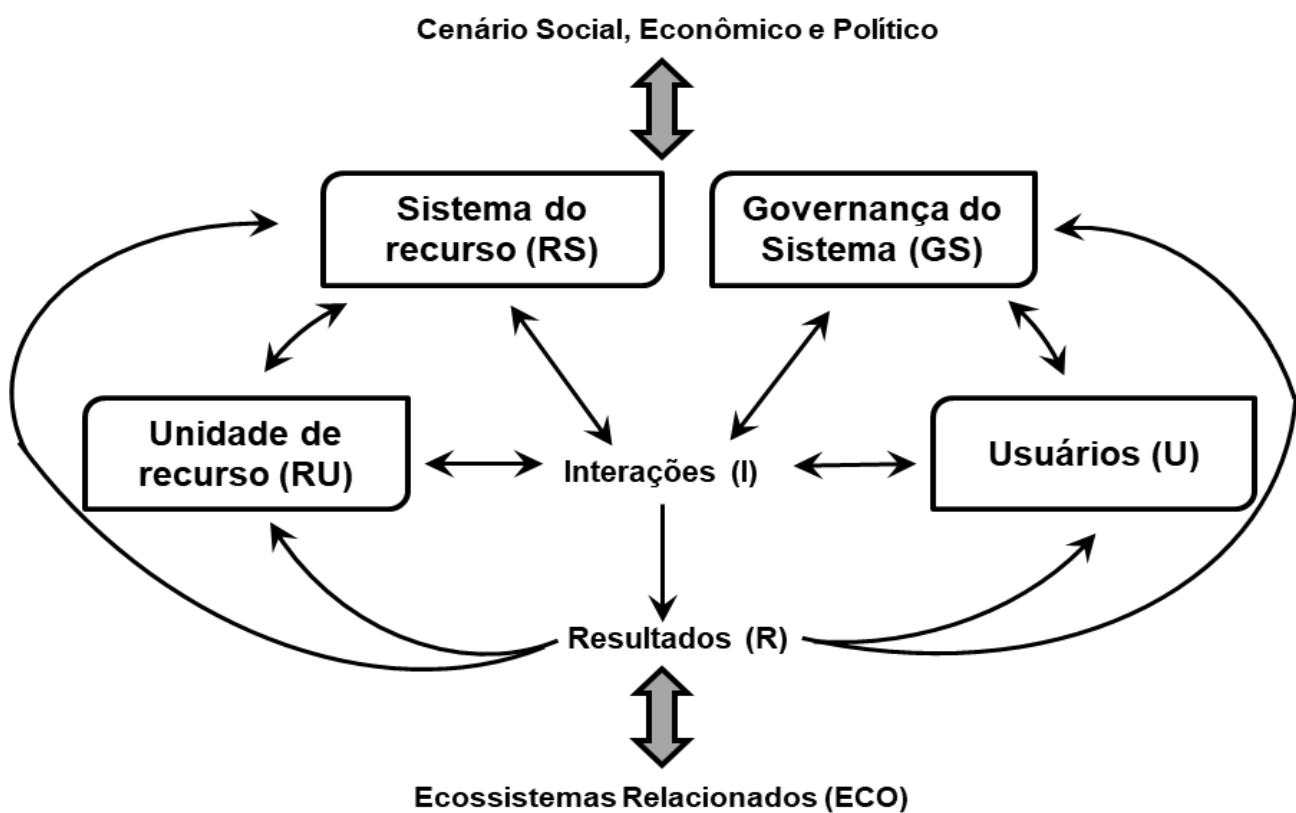 Cenário Social, Econômico e Político
Sistema do
recurso (RS)
Governança do
Sistema (GS)
Unidade de
recurso (RU)
Interações (I)
Usuários (U)
Resultados (R)
Ecossistemas Relacionados (ECO)